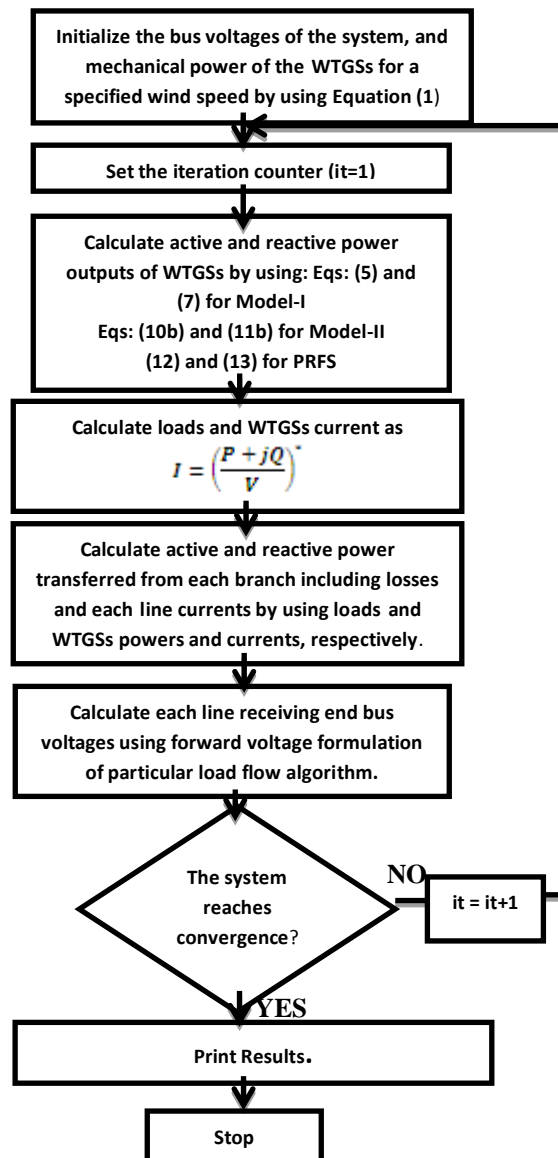 Initialize the bus voltages of the system, and
mechanical power of the WTGSs for a
specified wind speed by using Equation (1)
Set the iteration counter (it=1)
Calculate active and reactive power
outputs of WTGSs by using: Eqs: (5) and
(7) for Model-I
Eqs: (10b) and (11b) for Model-II
(12) and (13) for PRFS
Calculate loads and WTGSs current as
I = ((P + jQ)/V)*
Calculate active and reactive power
transferred from each branch including losses
and each line currents by using loads and
WTGSs powers and currents, respectively.
Calculate each line receiving end bus
voltages using forward voltage formulation
of particular load flow algorithm.
The system
reaches
convergence?
NO
it = it+1
YES
Print Results.
Stop